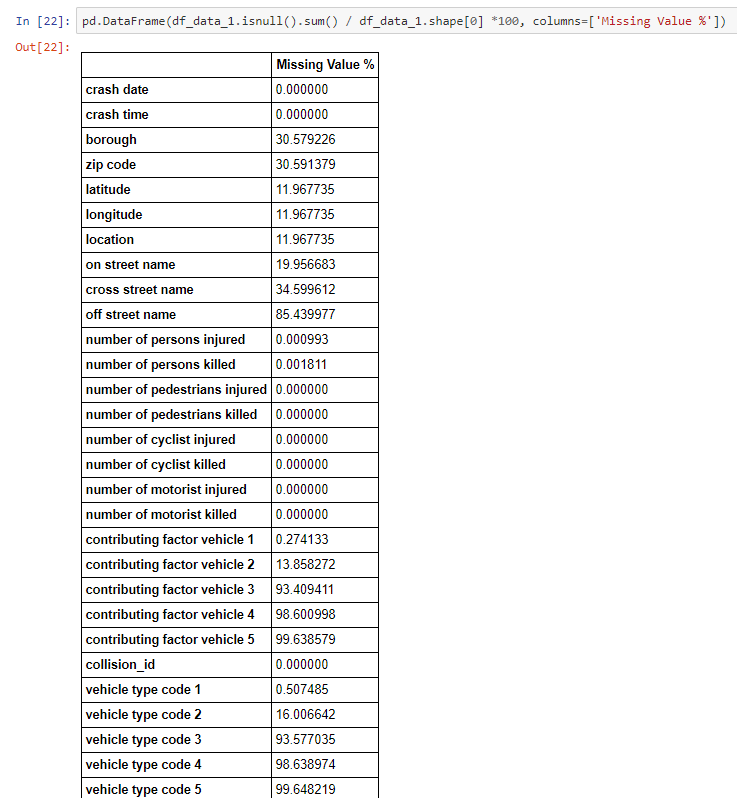 In [22]: pd.DataFrame(df_data_1.isnull().sum() / df_data_1.shape[0] *100, columns=['Missing Value %'])
Out[22]:
Missing Value %
crash date 0.000000
crash time 0.000000
borough 30.579226
zip code 30.591379
latitude 11.967735
longitude 11.967735
location 11.967735
on street name 19.956683
cross street name 34.599612
off street name 85.439977
number of persons injured 0.000993
number of persons killed 0.001811
number of pedestrians injured 0.000000
number of pedestrians killed 0.000000
number of cyclist injured 0.000000
number of cyclist killed 0.000000
number of motorist injured 0.000000
number of motorist killed 0.000000
contributing factor vehicle 1 0.274133
contributing factor vehicle 2 13.858272
contributing factor vehicle 3 93.409411
contributing factor vehicle 4 98.600998
contributing factor vehicle 5 99.638579
collision_id 0.000000
vehicle type code 1 0.507485
vehicle type code 2 16.006642
vehicle type code 3 93.577035
vehicle type code 4 98.638974
vehicle type code 5 99.648219